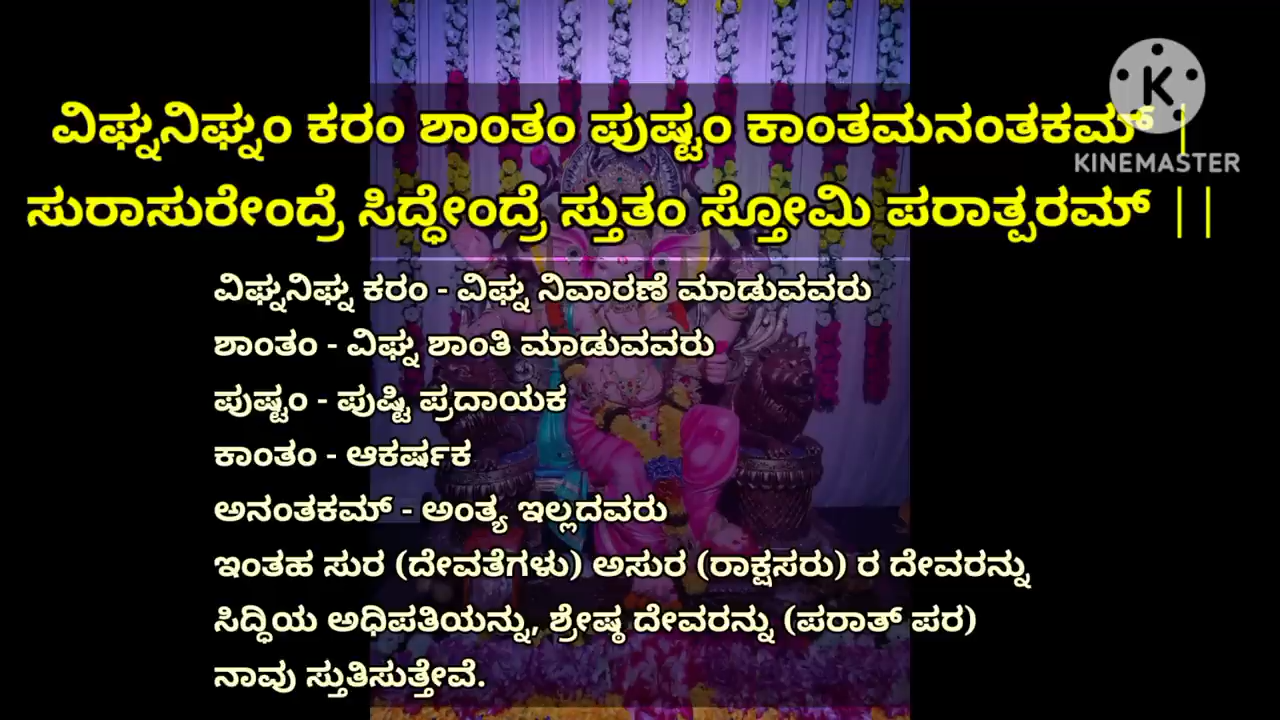 ವಿಘ್ನನಿಘ್ನಂ ಕರಂ ಶಾಂತಂ ಪುಷ್ಟಂ ಕಾಂತಮನಂತಕಮ್ |
KINEMASTER
ಸುರಾಸುರೇಂದ್ರೆ ಸಿದ್ಧೇಂದ್ರೆ ಸ್ತುತಂ ಸ್ತೋಮಿ ಪರಾತ್ಪರಮ್ ||
ವಿಘ್ನನಿಘ್ನ ಕರಂ - ವಿಘ್ನ ನಿವಾರಣೆ ಮಾಡುವವರು
ಶಾಂತಂ - ವಿಘ್ನ ಶಾಂತಿ ಮಾಡುವವರು
ಪುಷ್ಟಂ - ಪುಷ್ಟಿ ಪ್ರದಾಯಕ
ಕಾಂತಂ - ಆಕರ್ಷಕ
ಅನಂತಕಮ್ - ಅಂತ್ಯ ಇಲ್ಲದವರು
ಇಂತಹ ಸುರ (ದೇವತೆಗಳು) ಅಸುರ (ರಾಕ್ಷಸರು) ರ ದೇವರನ್ನು
ಸಿದ್ಧಿಯ ಅಧಿಪತಿಯನ್ನು, ಶ್ರೇಷ್ಠ ದೇವರನ್ನು (ಪರಾತ್ ಪರ)
ನಾವು ಸ್ತುತಿಸುತ್ತೇವೆ.